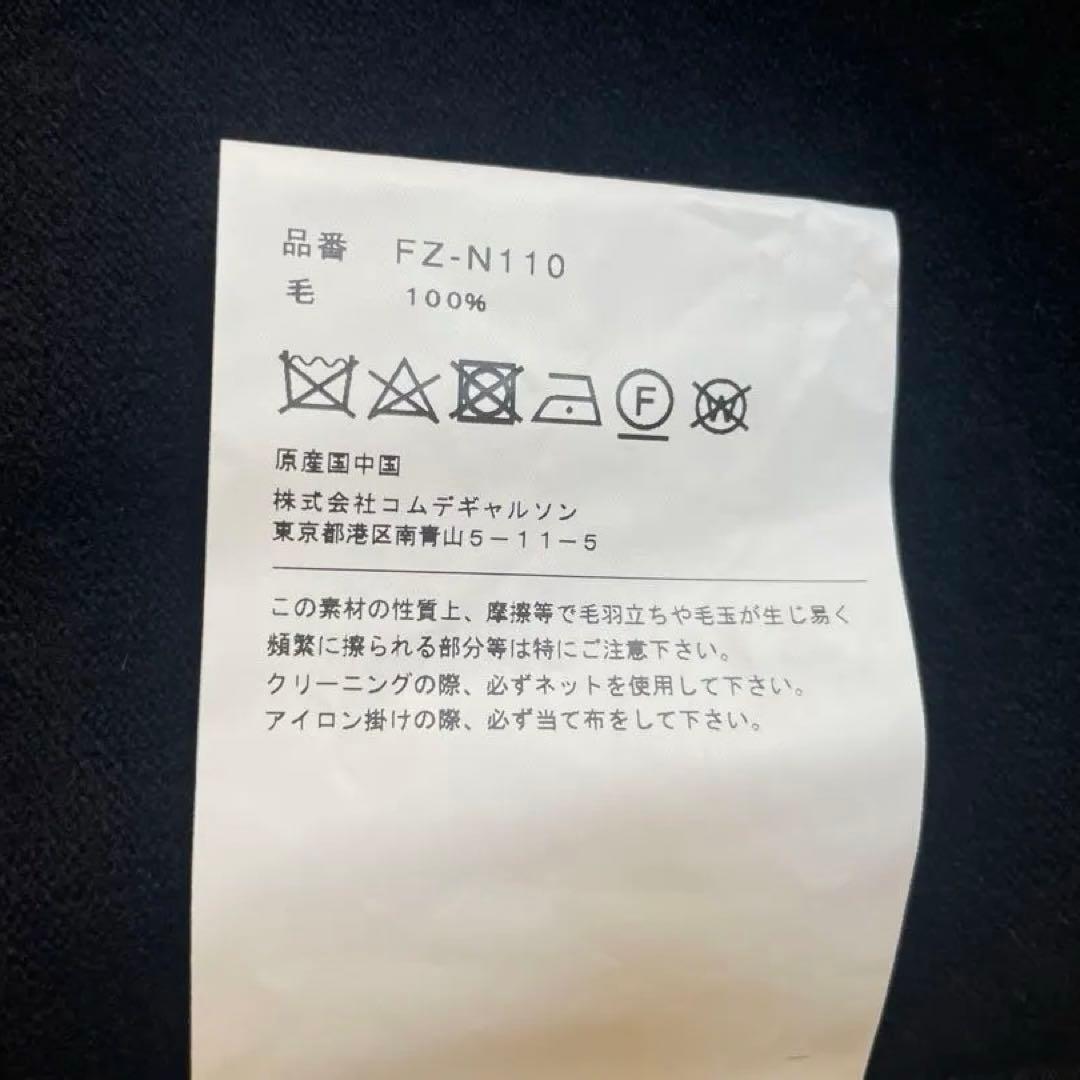 品番 FZ-N110
毛 100%
F W
原産国中国
株式会社コムデギャルソン
東京都港区南青山5-11-5
この素材の性質上、摩擦等で毛羽立ちや毛玉が生じ易く
頻繁に擦られる部分等は特にご注意下さい。
クリーニングの際、必ずネットを使用して下さい。
アイロン掛けの際、必ず当て布をして下さい。